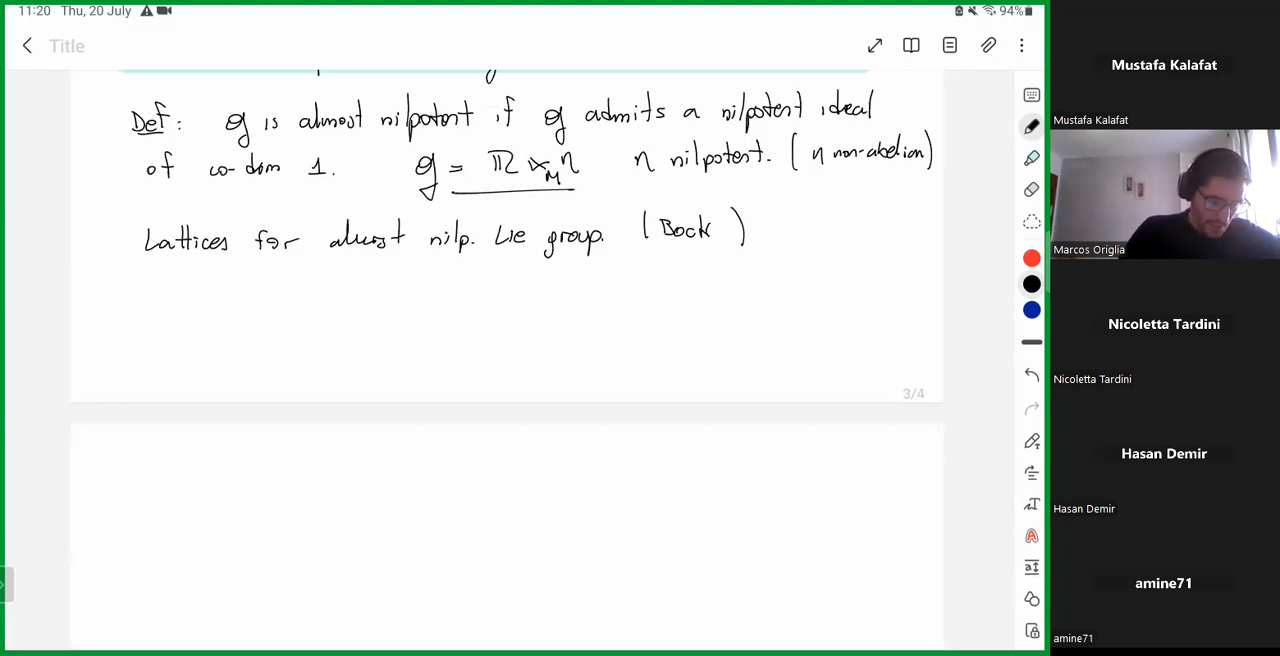 11:20 Thu, 20 July
94%
Title
Def: g is almost nilpotent if g admits a nilpotent ideal
of co-dim 1. g = ℝ ⋉_M n n nilpotent. (n non-abelian)
Lattices for almost nilp. Lie group. (Bock )
3/4
Mustafa Kalafat
Mustafa Kalafat
Marcos Origlia
Nicoletta Tardini
Nicoletta Tardini
Hasan Demir
Hasan Demir
amine71
amine71